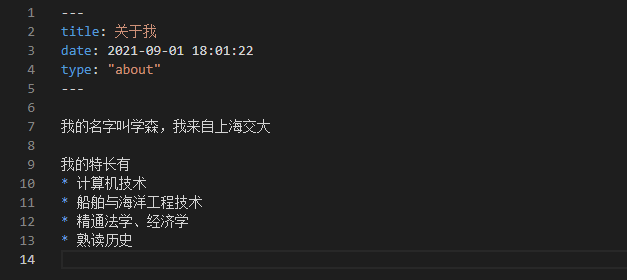 1 ---
2 title: 关于我
3 date: 2021-09-01 18:01:22
4 type: "about"
5 ---
6
7 我的名字叫学森，我来自上海交大
8
9 我的特长有
10 * 计算机技术
11 * 船舶与海洋工程技术
12 * 精通法学、经济学
13 * 熟读历史
14